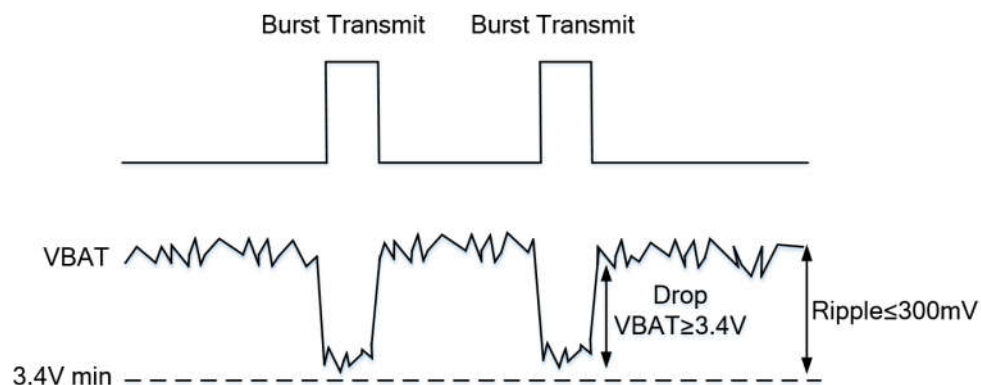 Burst Transmit Burst Transmit
VBAT
Drop
VBAT≥3.4V
Ripple≤300mV
3.4V min